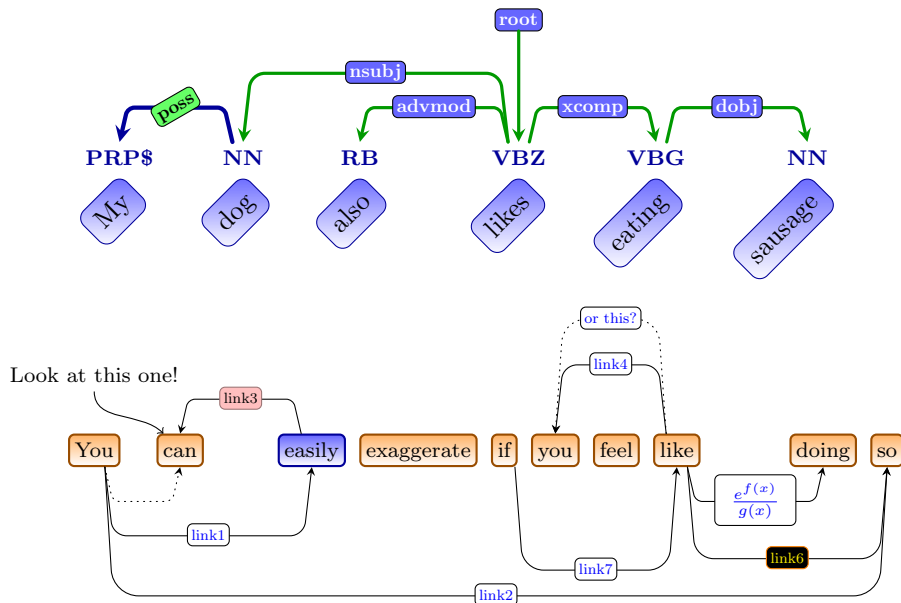 root
nsubj
poss advmod xcomp dobj
PRP$ NN RB VBZ VBG NN
My dog also likes eating sausage
or this?
link4
Look at this one!
link3
You can easily exaggerate if you feel like doing so
e^{f(x)}
g(x)
link1
link6
link7
link2